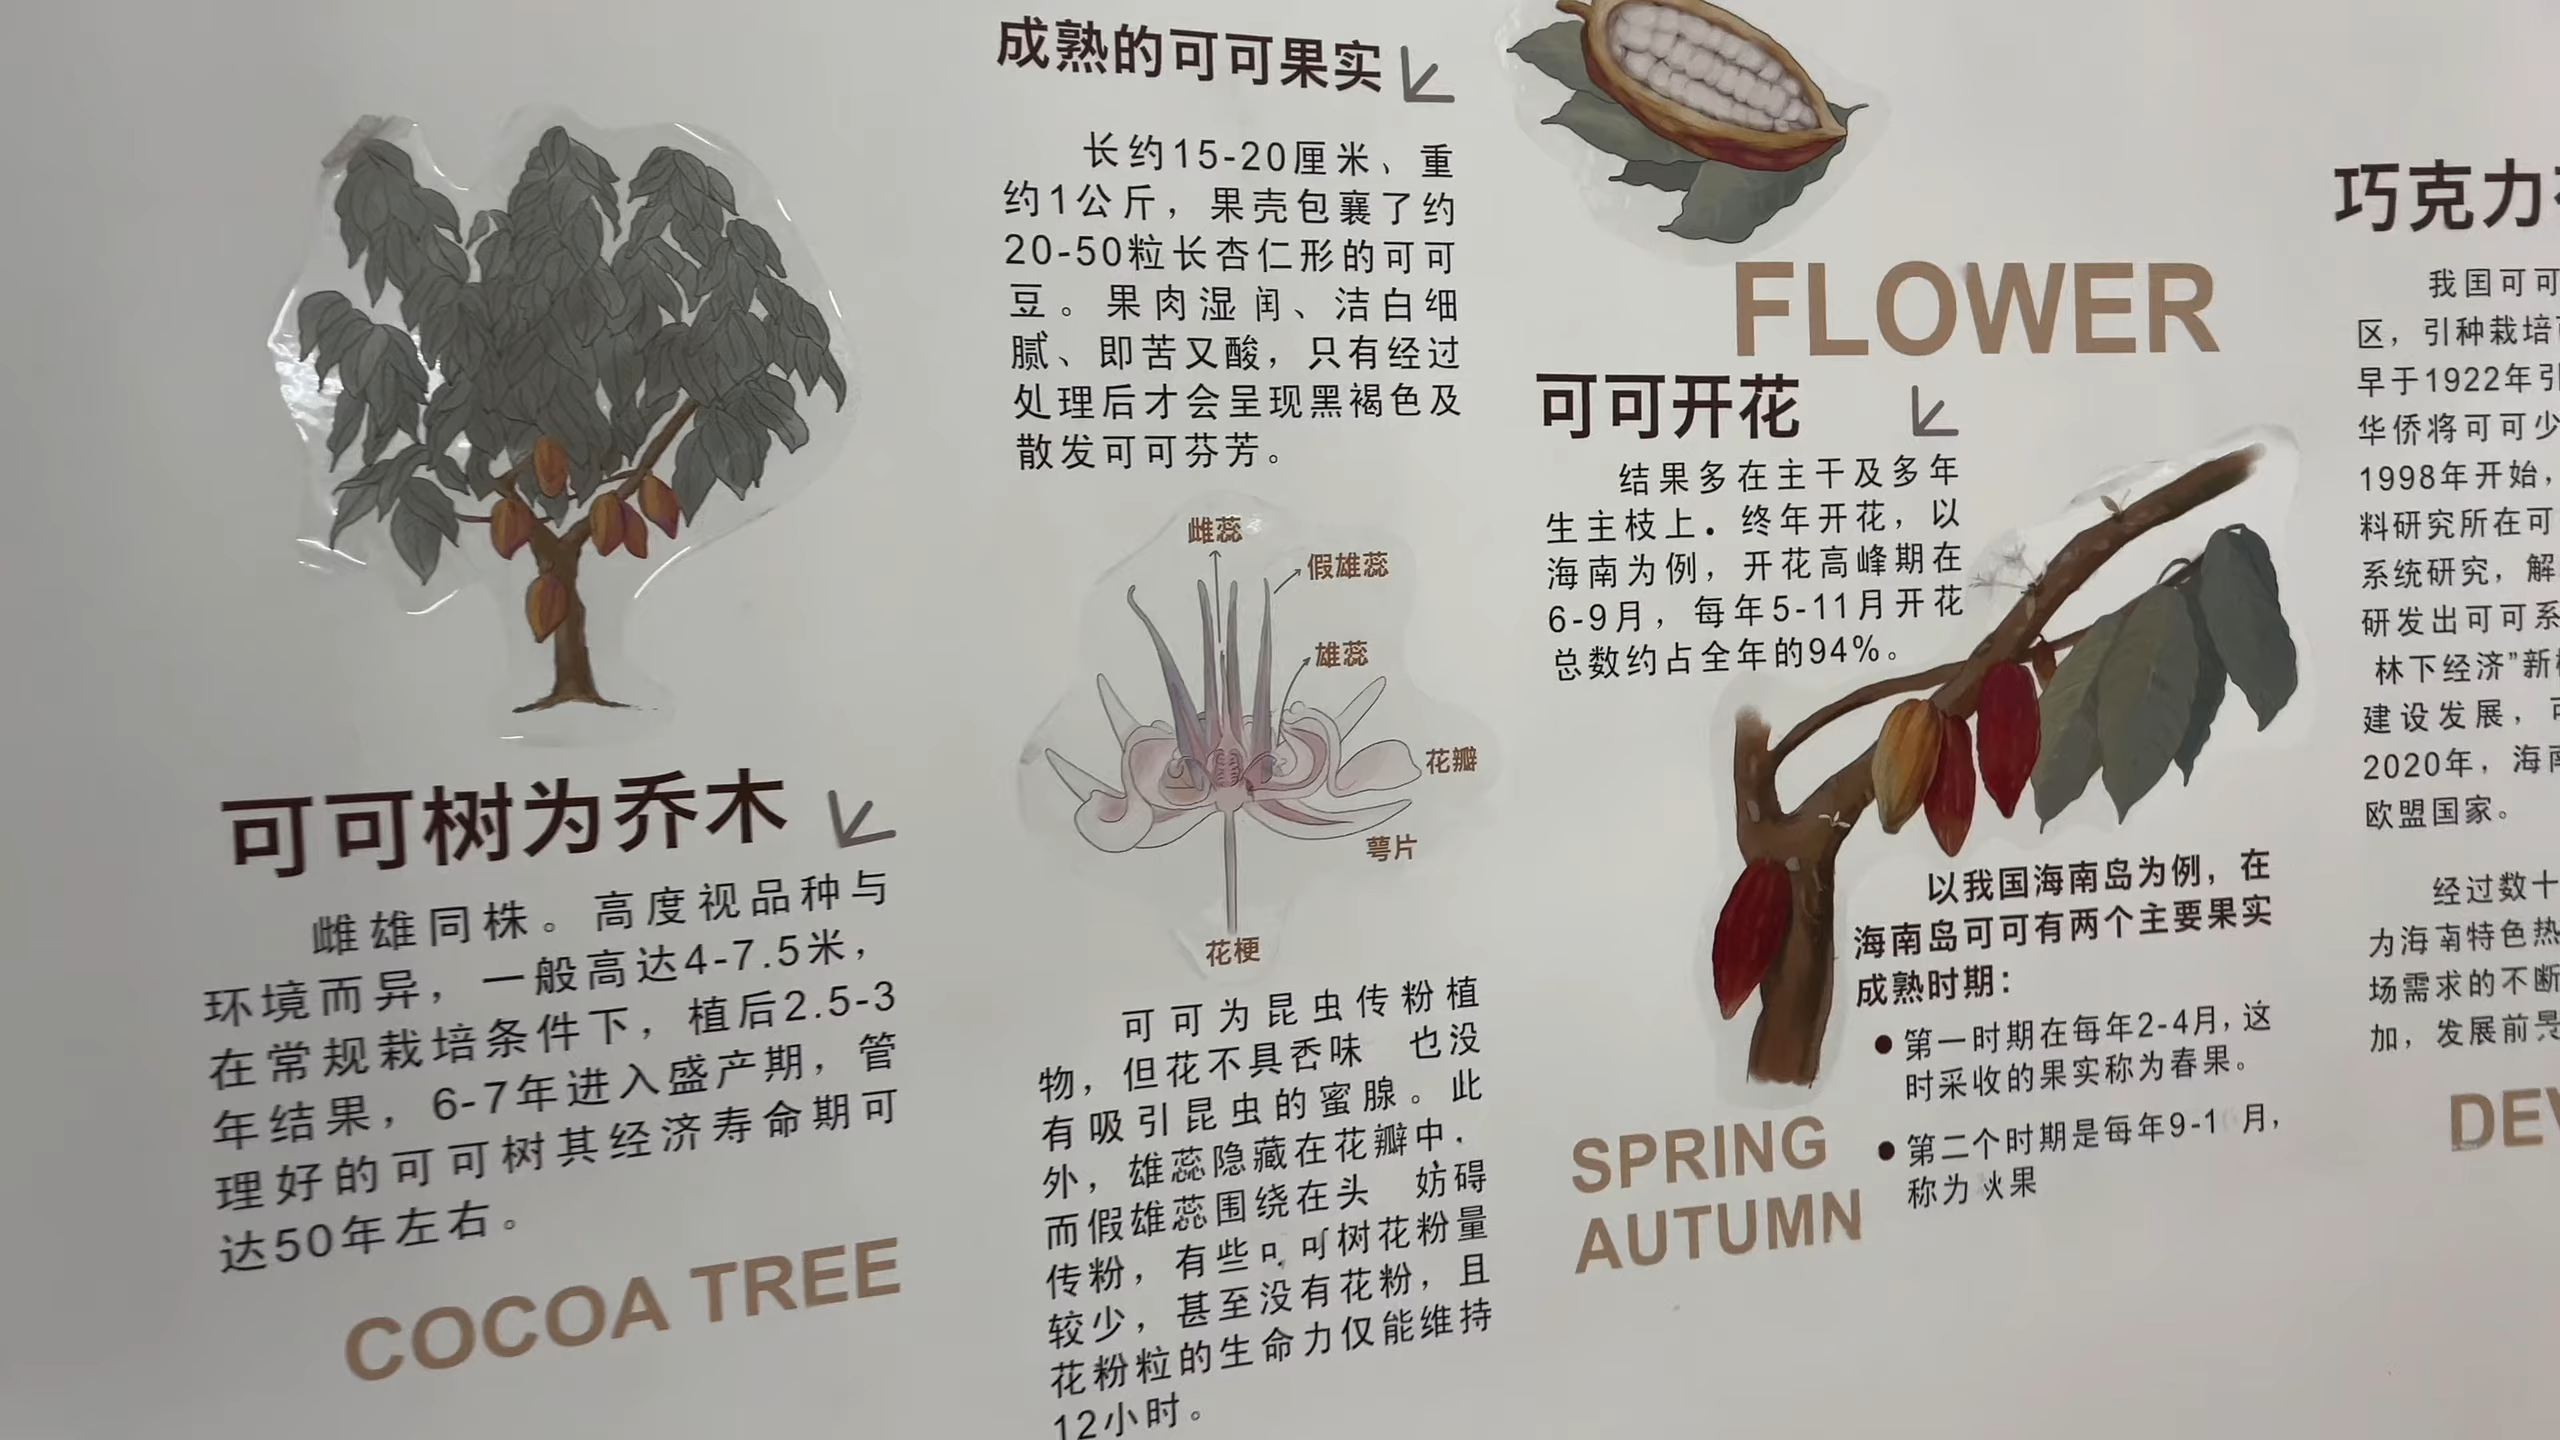 可可树为乔木
雌雄同株。高度视品种与
环境而异，一般高达4-7.5米，
在常规栽培条件下，植后2.5-3
年结果，6-7年进入盛产期，管
理好的可可树其经济寿命期可
达50年左右。
COCOA TREE
成熟的可可果实
长约15-20厘米、重
约1公斤，果壳包襄了约
20-50粒长杏仁形的可可
豆。果肉湿闰、洁白细
腻、即苦又酸，只有经过
处理后才会呈现黑褐色及
散发可可芬芳。
雌蕊
假雄蕊
雄蕊
花瓣
萼片
花梗
可可为昆虫传粉植
物，但花不具香味 也没
有吸引昆虫的蜜腺。此
外，雄蕊隐藏在花瓣中，
而假雄蕊围绕在头 妨碍
传粉，有些可可树花粉量
较少，甚至没有花粉，且
花粉粒的生命力仅能维持
12小时。
FLOWER
可可开花
结果多在主干及多年
生主枝上．终年开花，以
海南为例，开花高峰期在
6-9月，每年5-11月开花
总数约占全年的94%。
以我国海南岛为例，在
海南岛可可有两个主要果实
成熟时期：
● 第一时期在每年2-4月，这
时采收的果实称为春果。
● 第二个时期是每年9-1 月，
称为 果
SPRING
AUTUMN
巧克力
我国可可
区，引种栽培
早于1922年引
华侨将可可少
1998年开始，
料研究所在可
系统研究，解
研发出可可系
林下经济”新
建设发展，
2020年，海南
欧盟国家。
经过数十
力海南特色热
场需求的不断
加，发展前景
DEV